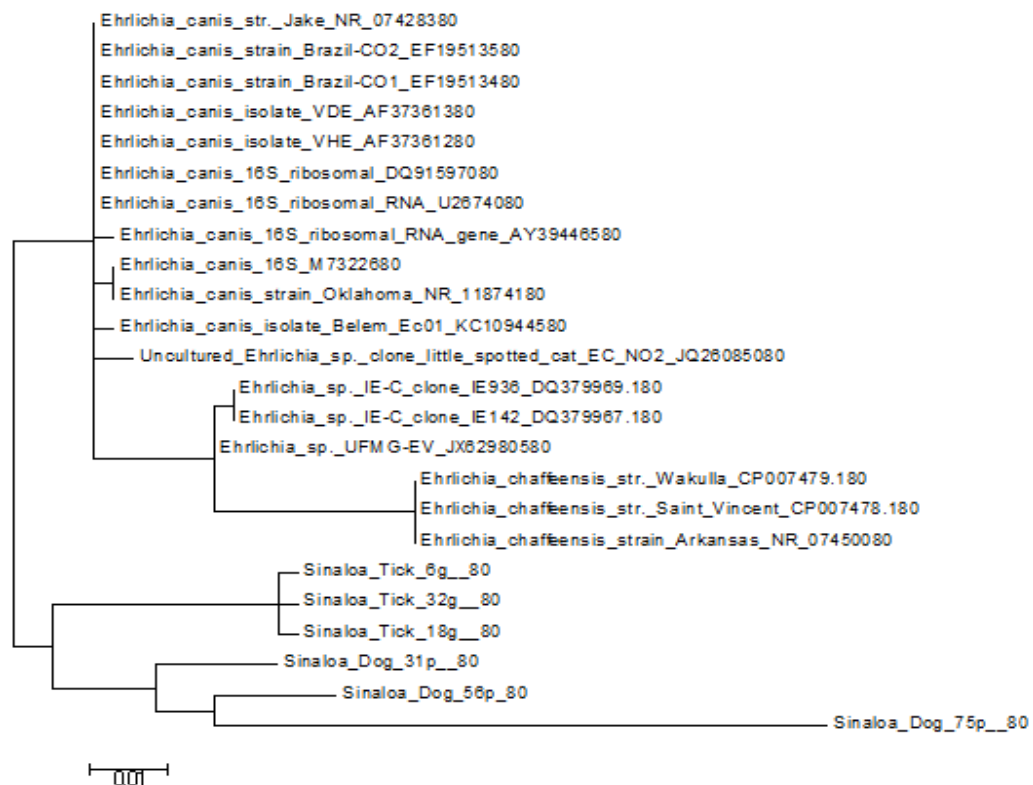 Ehrlichia_canis_str._Jake_NR_07428380
Ehrlichia_canis_strain_Brazil-CO2_EF19513580
Ehrlichia_canis_strain_Brazil-CO1_EF19513480
Ehrlichia_canis_isolate_VDE_AF37361380
Ehrlichia_canis_isolate_VHE_AF37361280
Ehrlichia_canis_16S_ribosomal_DQ91597080
Ehrlichia_canis_16S_ribosomal_RNA_U2674080
Ehrlichia_canis_16S_ribosomal_RNA_gene_AY39446580
Ehrlichia_canis_16S_M7322680
Ehrlichia_canis_strain_Oklahoma_NR_11874180
Ehrlichia_canis_isolate_Belem_Ec01_KC10944580
Uncultured_Ehrlichia_sp._clone_little_spotted_cat_EC_NO2_JQ26085080
Ehrlichia_sp._IE-C_clone_IE936_DQ379969.180
Ehrlichia_sp._IE-C_clone_IE142_DQ379967.180
Ehrlichia_sp._UFMG-EV_JX62980580
Ehrlichia_chaffeensis_str._Wakulla_CP007479.180
Ehrlichia_chaffeensis_str._Saint_Vincent_CP007478.180
Ehrlichia_chaffeensis_strain_Arkansas_NR_07450080
Sinaloa_Tick_6g__80
Sinaloa_Tick_32g__80
Sinaloa_Tick_18g__80
Sinaloa_Dog_31p__80
Sinaloa_Dog_56p_80
Sinaloa_Dog_75p__80
0.01